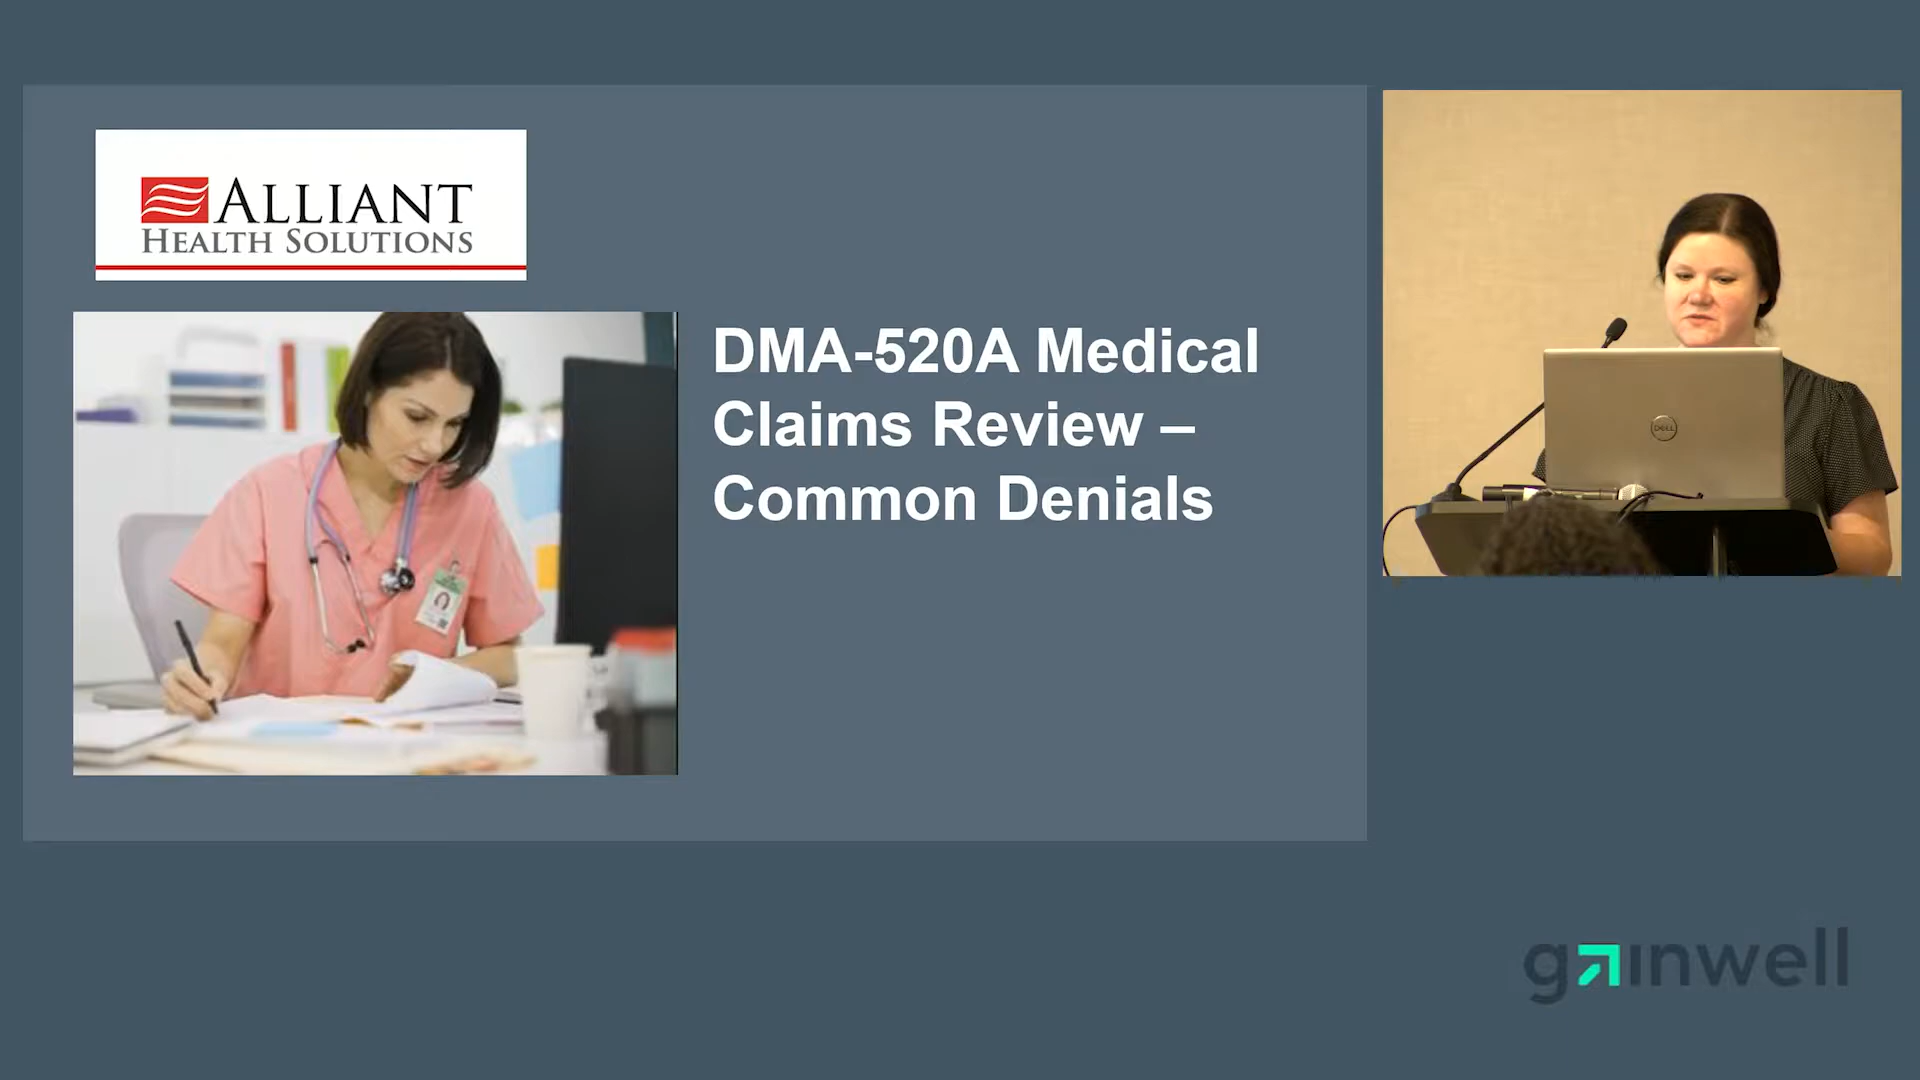 ALLIANT
HEALTH SOLUTIONS
DMA-520A Medical
Claims Review –
Common Denials
DELL
gainwell